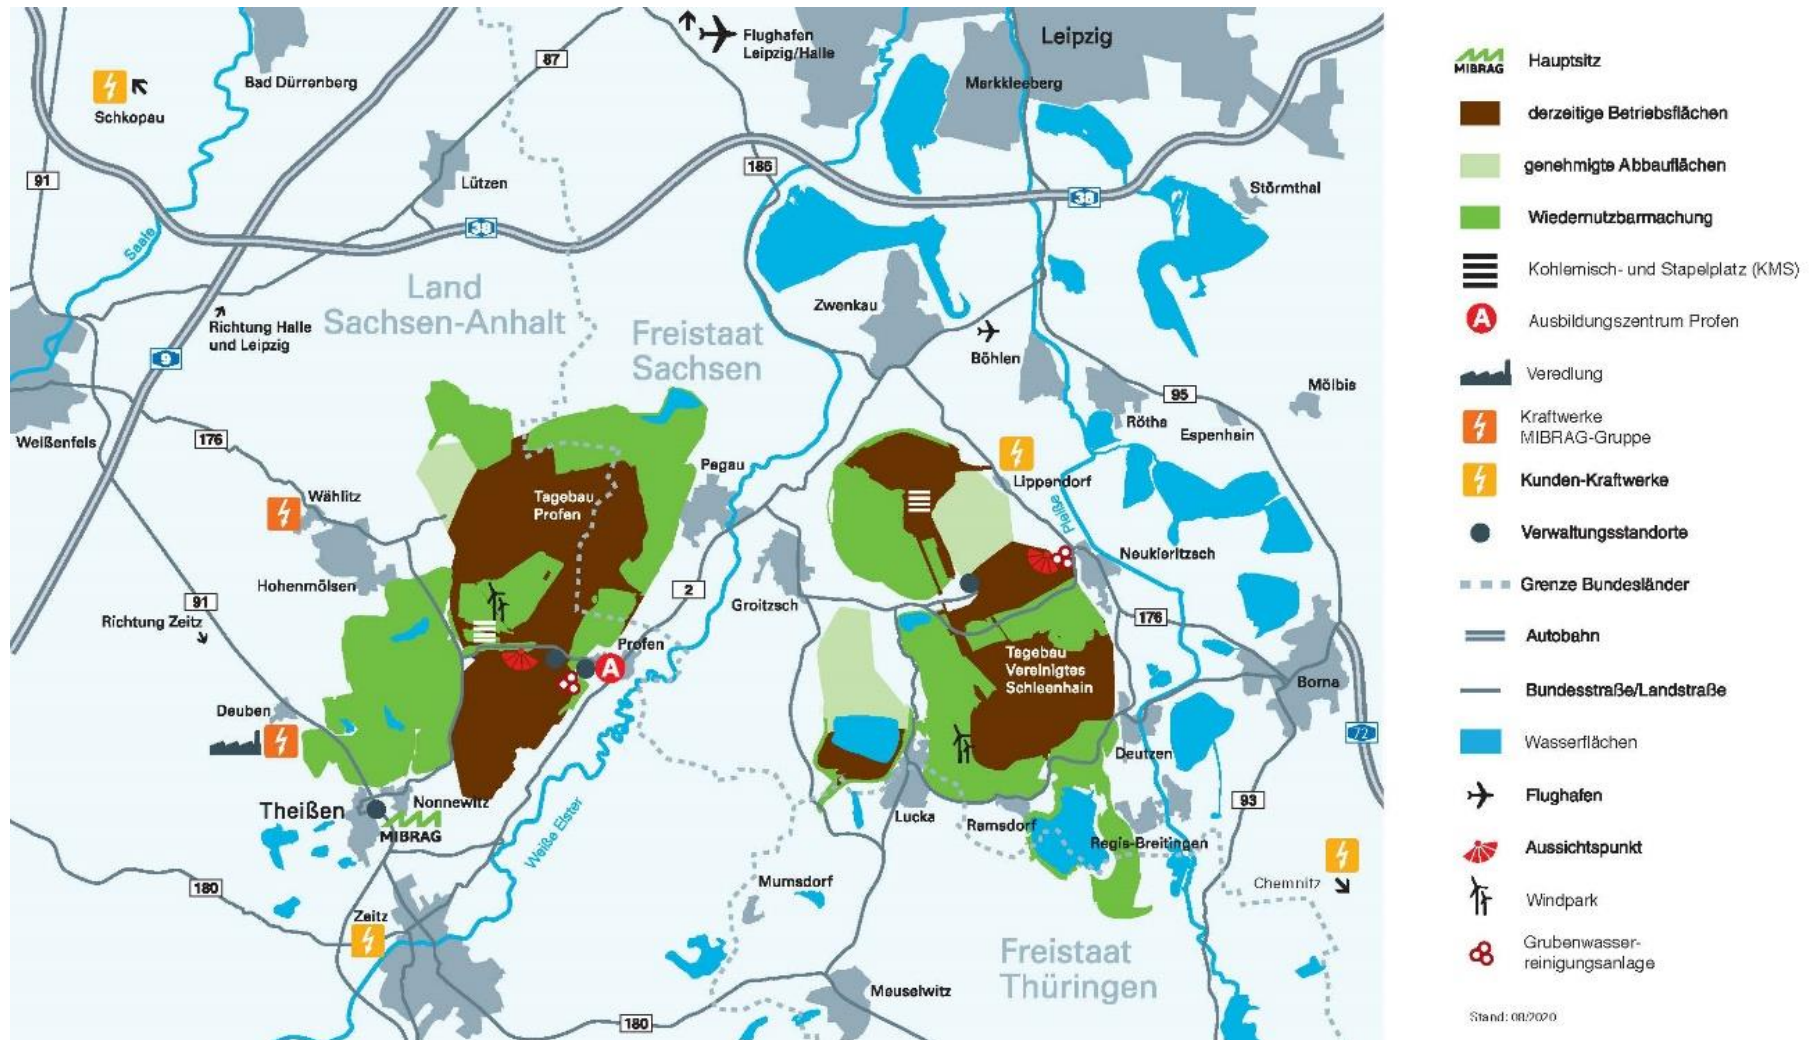 Flughafen
Leipzig/Halle
Leipzig
Markkleeberg
87
Bad Dürrenberg
Schkopau
91
Lützen
186
38
38
Störmthal
Saale
Land
Sachsen-Anhalt
Richtung Halle
und Leipzig
Freistaat
Sachsen
Zwenkau
Böhlen
9
95
Mölbis
Rötha
Espenhain
Weißenfels
176
Pegau
Lippendorf
Wählitz
Tagebau
Profen
Pleiße
Neukieritzsch
Hohenmölsen
91
Richtung Zeitz
2
Groitzsch
176
Profen
A
Tagebau
Vereinigtes
Schleenhain
Borna
Deuben
72
Deutzen
Theißen
Nonnewitz
MIBRAG
Weiße Elster
Lucka
Ramsdorf
93
Regis-Breitingen
Mumsdorf
Chemnitz
180
Zeitz
Freistaat
Thüringen
Meuselwitz
180
MIBRAG
Hauptsitz
derzeitige Betriebsflächen
genehmigte Abbauflächen
Wiedernutzbarmachung
Kohlemisch- und Stapelplatz (KMS)
A
Ausbildungszentrum Profen
Veredlung
Kraftwerke
MIBRAG-Gruppe
Kunden-Kraftwerke
Verwaltungsstandorte
Grenze Bundesländer
Autobahn
Bundesstraße/Landstraße
Wasserflächen
Flughafen
Aussichtspunkt
Windpark
Grubenwasser-
reinigungsanlage
Stand: 08/2020